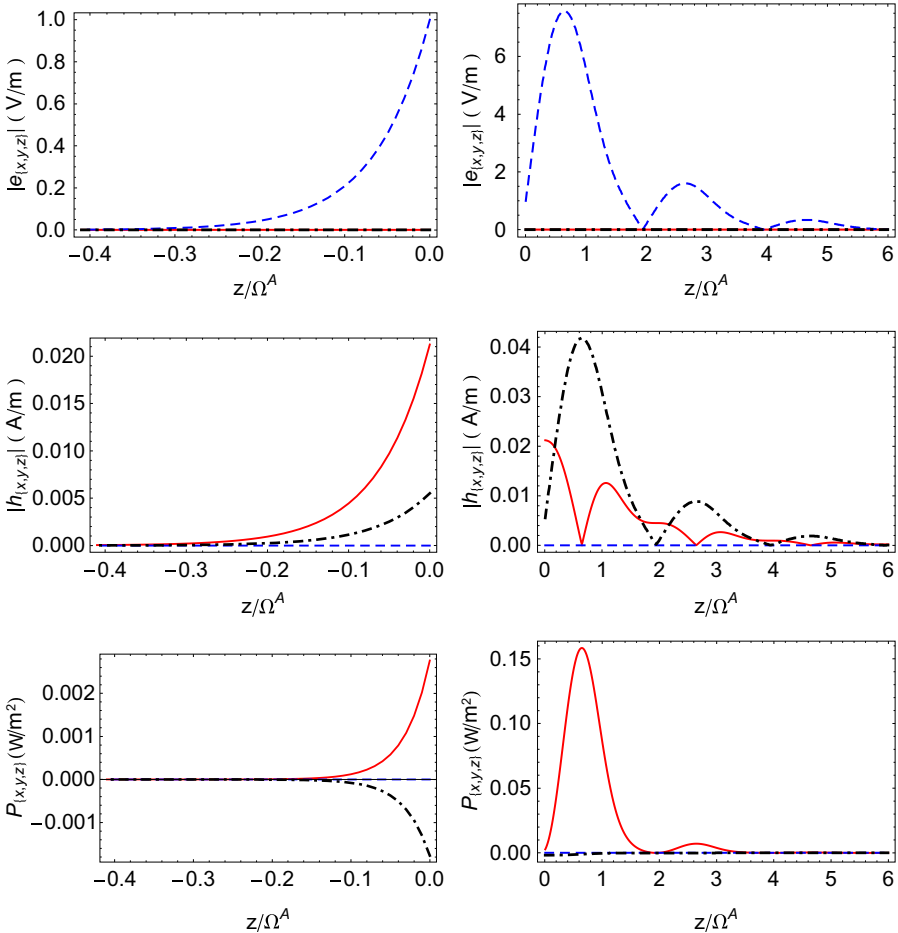 |e{x,y,z}| ( V/m )
1.0
0.8
0.6
0.4
0.2
0.0
−0.4 −0.3 −0.2 −0.1 0.0
z/Ω^A
|e{x,y,z}| ( V/m )
6
4
2
0
0 1 2 3 4 5 6
z/Ω^A
|h{x,y,z}| ( A/m )
0.020
0.015
0.010
0.005
0.000
−0.4 −0.3 −0.2 −0.1 0.0
z/Ω^A
|h{x,y,z}| ( A/m )
0.04
0.03
0.02
0.01
0.00
0 1 2 3 4 5 6
z/Ω^A
P{x,y,z} (W/m²)
0.002
0.001
0.000
−0.001
−0.4 −0.3 −0.2 −0.1 0.0
z/Ω^A
P{x,y,z} (W/m²)
0.15
0.10
0.05
0.00
0 1 2 3 4 5 6
z/Ω^A